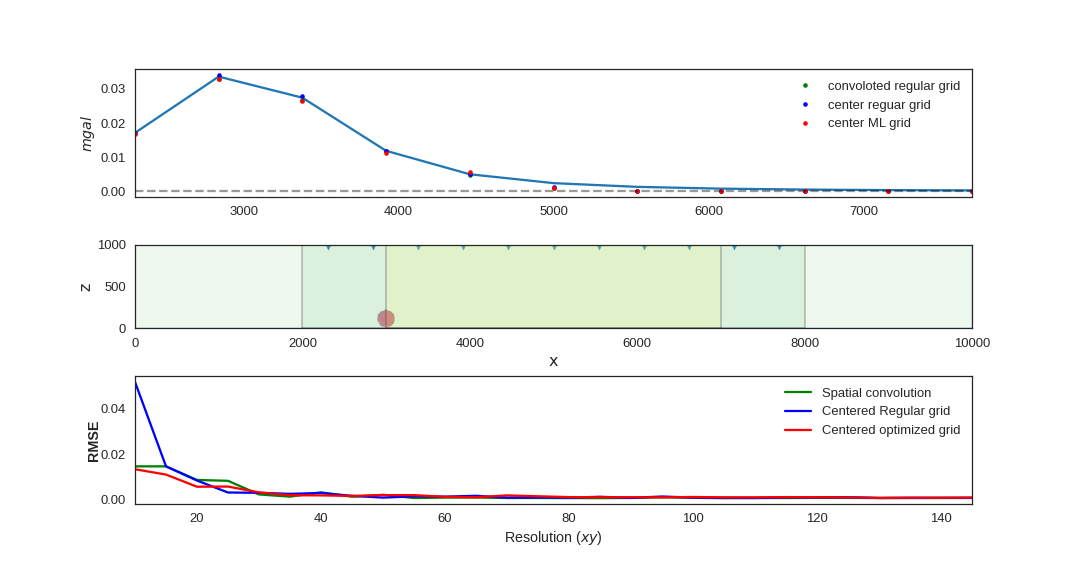 0.03
0.02
0.01
0.00
mgal
convoloted regular grid
center reguar grid
center ML grid
3000 4000 5000 6000 7000
1000
500
0
z
0 2000 4000 6000 8000 10000
x
0.04
0.02
0.00
RMSE
Spatial convolution
Centered Regular grid
Centered optimized grid
20 40 60 80 100 120 140
Resolution (xy)